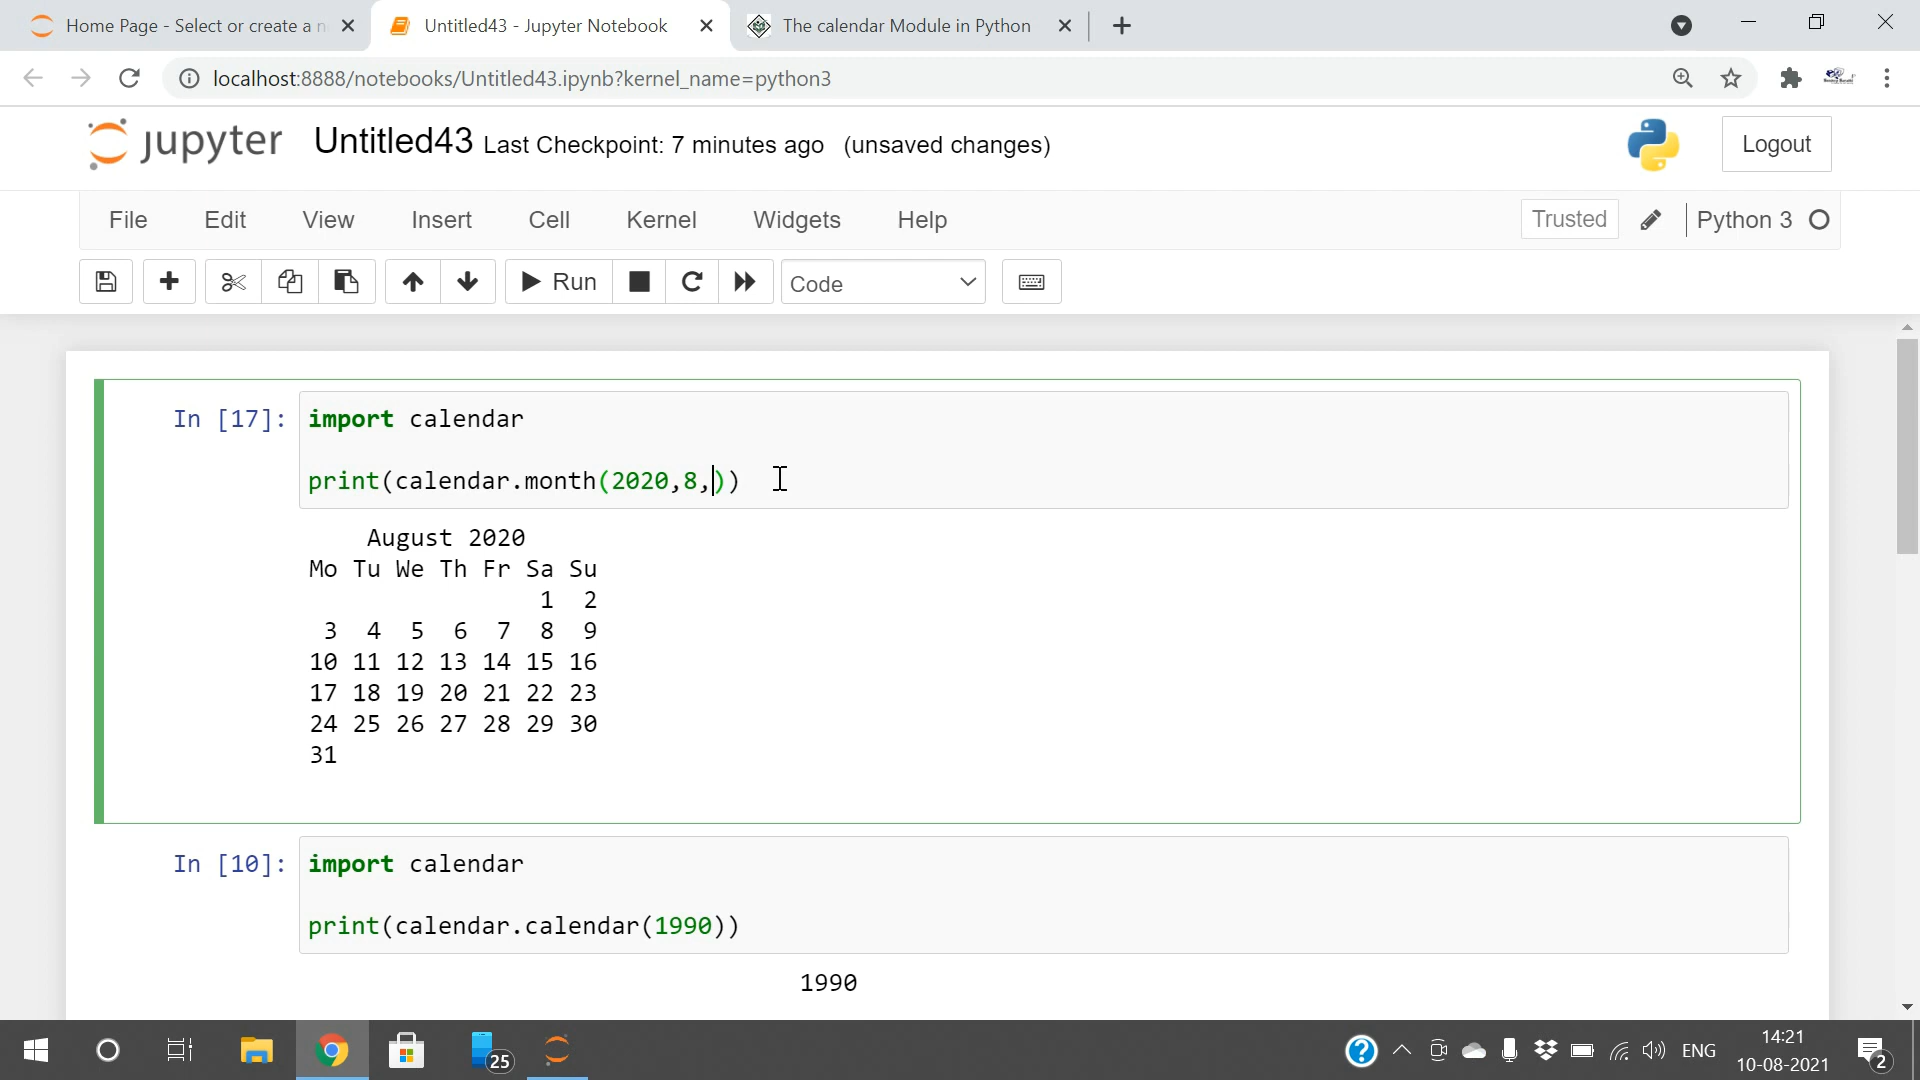 Home Page - Select or create a n
Untitled43 - Jupyter Notebook
The calendar Module in Python
localhost:8888/notebooks/Untitled43.ipynb?kernel_name=python3
jupyter Untitled43 Last Checkpoint: 7 minutes ago (unsaved changes)
Logout
File Edit View Insert Cell Kernel Widgets Help
Trusted Python 3
Run Code
In [17]: import calendar
print(calendar.month(2020,8,))
August 2020
Mo Tu We Th Fr Sa Su
1 2
3 4 5 6 7 8 9
10 11 12 13 14 15 16
17 18 19 20 21 22 23
24 25 26 27 28 29 30
31
In [10]: import calendar
print(calendar.calendar(1990))
1990
25
ENG
14:21
10-08-2021
2